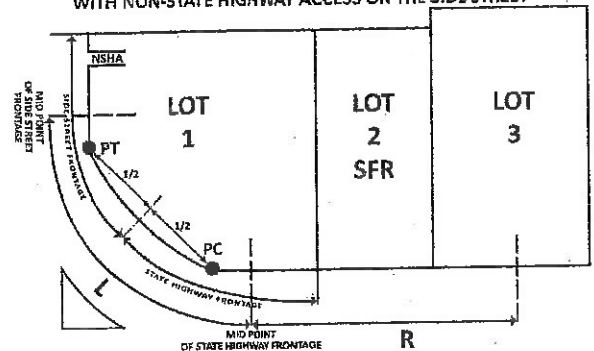 WITH NON-STATE HIGHWAY ACCESS ON THE SIDE STREET
NSHA
MID POINT
OF SIDE STREET
FRONTAGE
SIDE STREET FRONTAGE
LOT
1
LOT
2
SFR
LOT
3
PT
1/2
1/2
PC
STATE HIGHWAY FRONTAGE
L
MID POINT
OF STATE HIGHWAY FRONTAGE
R